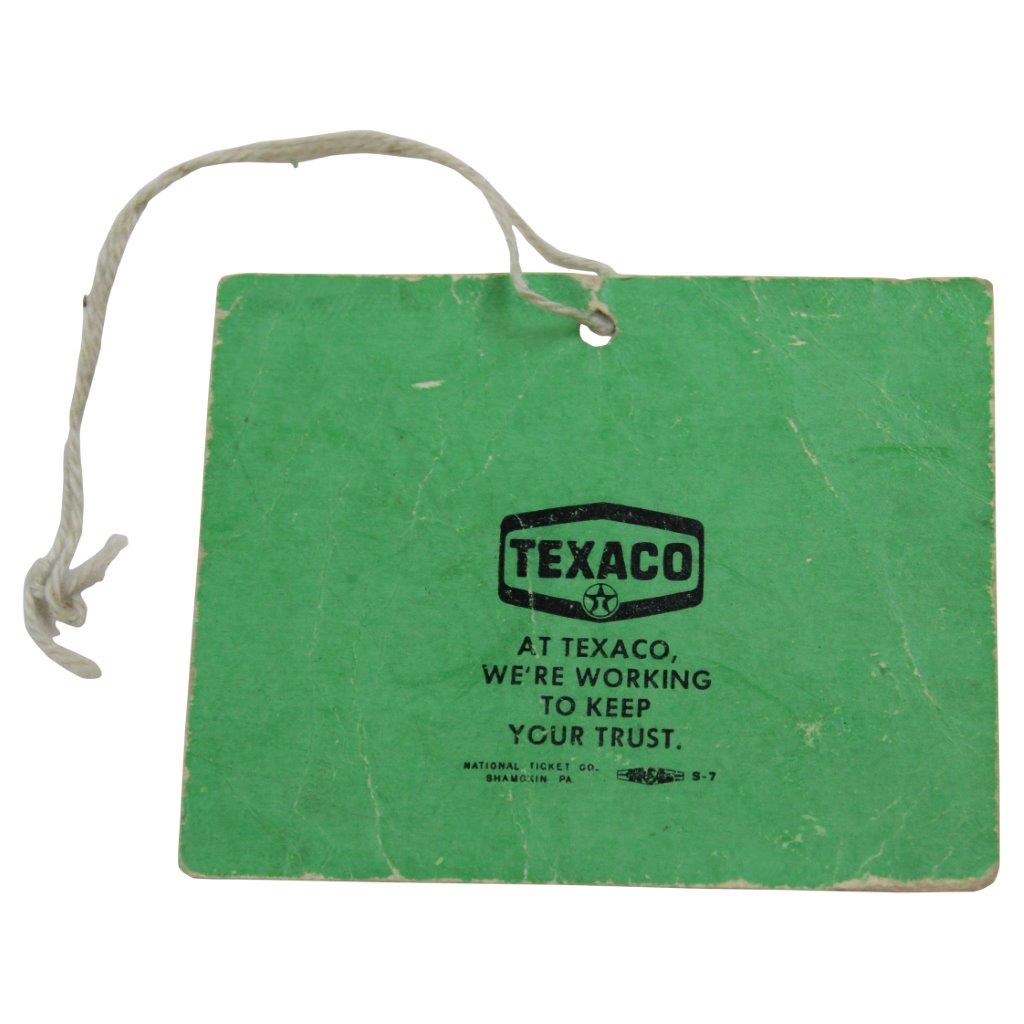 TEXACO
T
AT TEXACO,
WE'RE WORKING
TO KEEP
YOUR TRUST.
NATIONAL TICKET CO.
SHAMOKIN PA.
S-7